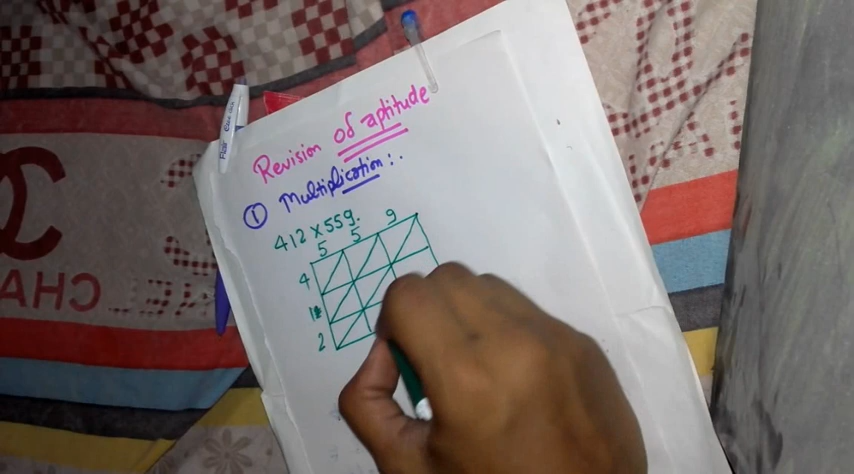 Revision of aptitude
① Multiplication:.
412 x 559.
5 5 9
4
1
2
CHA